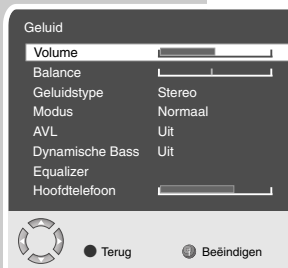 Geluid
Volume
Balance
Geluidstype Stereo
Modus Normaal
AVL Uit
Dynamische Bass Uit
Equalizer
Hoofdtelefoon
Terug Beëindigen